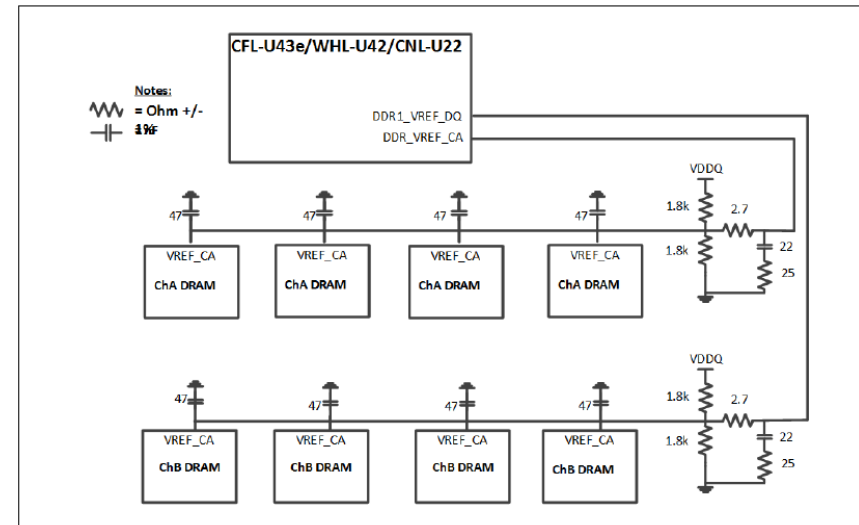 CFL-U43e/WHL-U42/CNL-U22
Notes:
= Ohm +/-
DDR1_VREF_DQ
DDR_VREF_CA
VDDQ
47
47
47
47
1.8k
2.7
1.8k
22
25
VREF_CA
VREF_CA
VREF_CA
VREF_CA
ChA DRAM
ChA DRAM
ChA DRAM
ChA DRAM
VDDQ
47
47
47
47
1.8k
2.7
1.8k
22
25
VREF_CA
VREF_CA
VREF_CA
VREF_CA
ChB DRAM
ChB DRAM
ChB DRAM
ChB DRAM